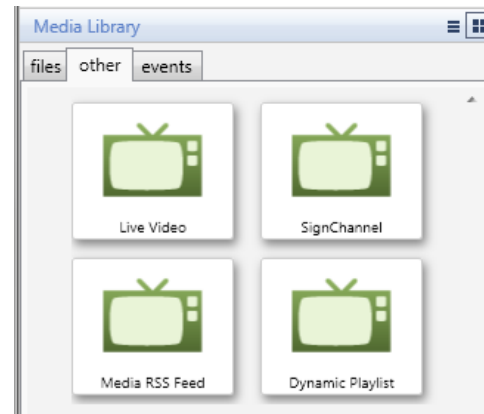 Media Library
files other events
Live Video SignChannel
Media RSS Feed Dynamic Playlist